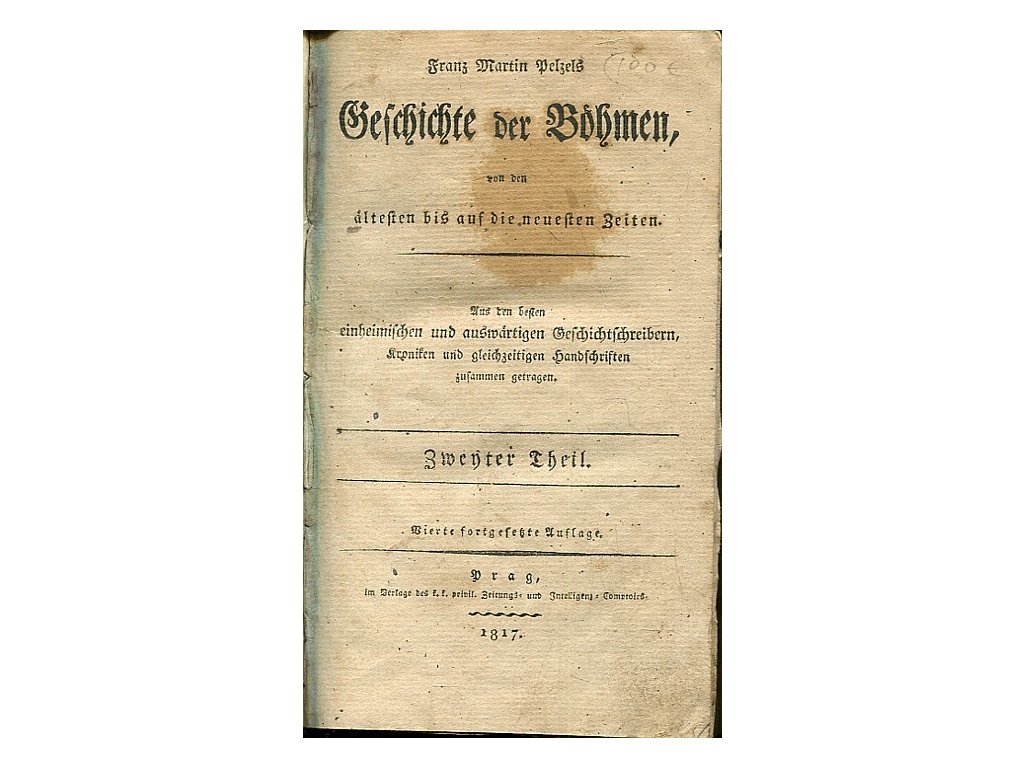 Franz Martin Pelzels
(100 €
Geschichte der Böhmen,
von den
ältesten bis auf die neuesten Zeiten.
Aus den besten
einheimischen und auswärtigen Geschichtschreibern,
Kroniken und gleichzeitigen Handschriften
zusammen getragen.
Zweyter Theil.
Vierte fortgesetzte Auflage.
Prag,
im Verlage des k. k. privil. Zeitungs- und Intelligenz-Comptoirs.
1817.